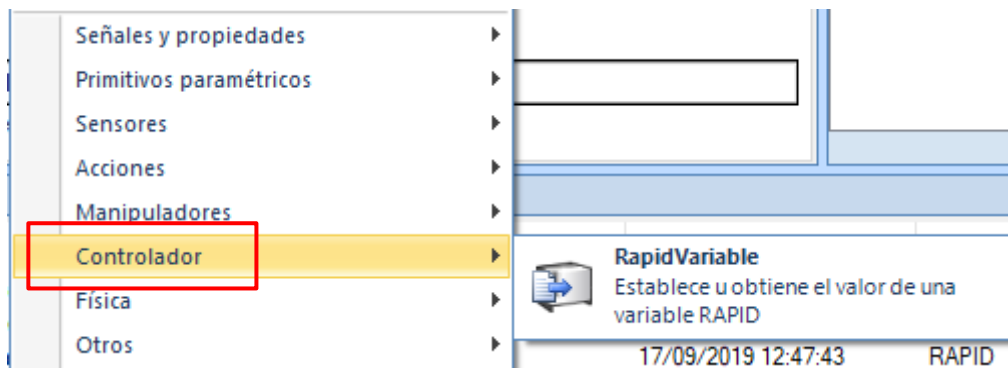 Señales y propiedades
Primitivos paramétricos
Sensores
Acciones
Manipuladores
Controlador
RapidVariable
Establece u obtiene el valor de una
variable RAPID
Física
Otros
17/09/2019 12:47:43 RAPID